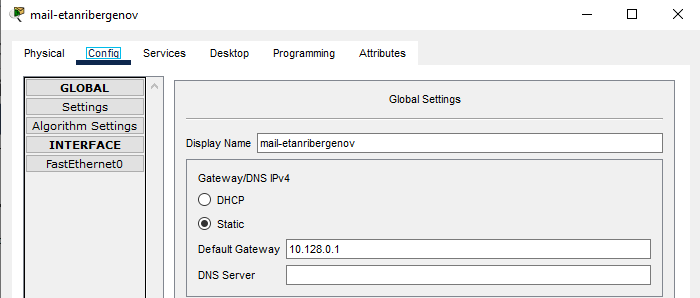 mail-etanribergenov
Physical Config Services Desktop Programming Attributes
GLOBAL
Settings
Algorithm Settings
INTERFACE
FastEthernet0
Global Settings
Display Name mail-etanribergenov
Gateway/DNS IPv4
DHCP
Static
Default Gateway 10.128.0.1
DNS Server